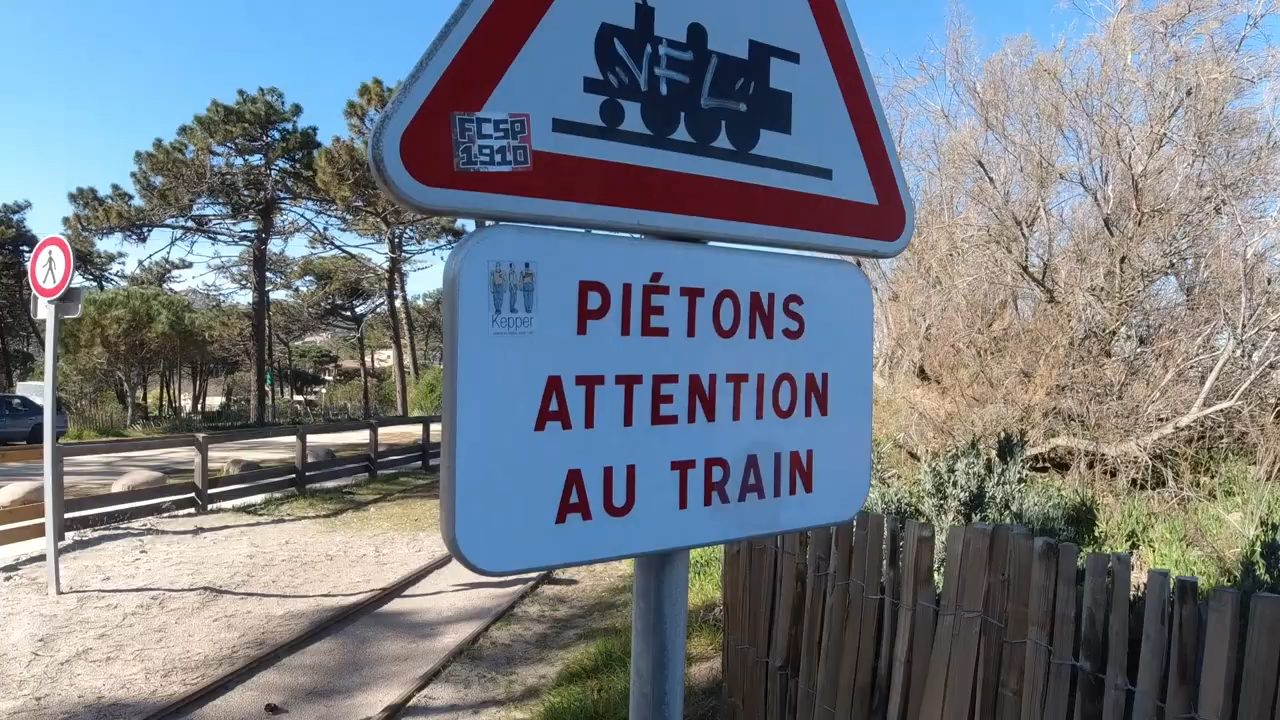 VFL
FCSP
1910
Kepper
PIÉTONS
ATTENTION
AU TRAIN